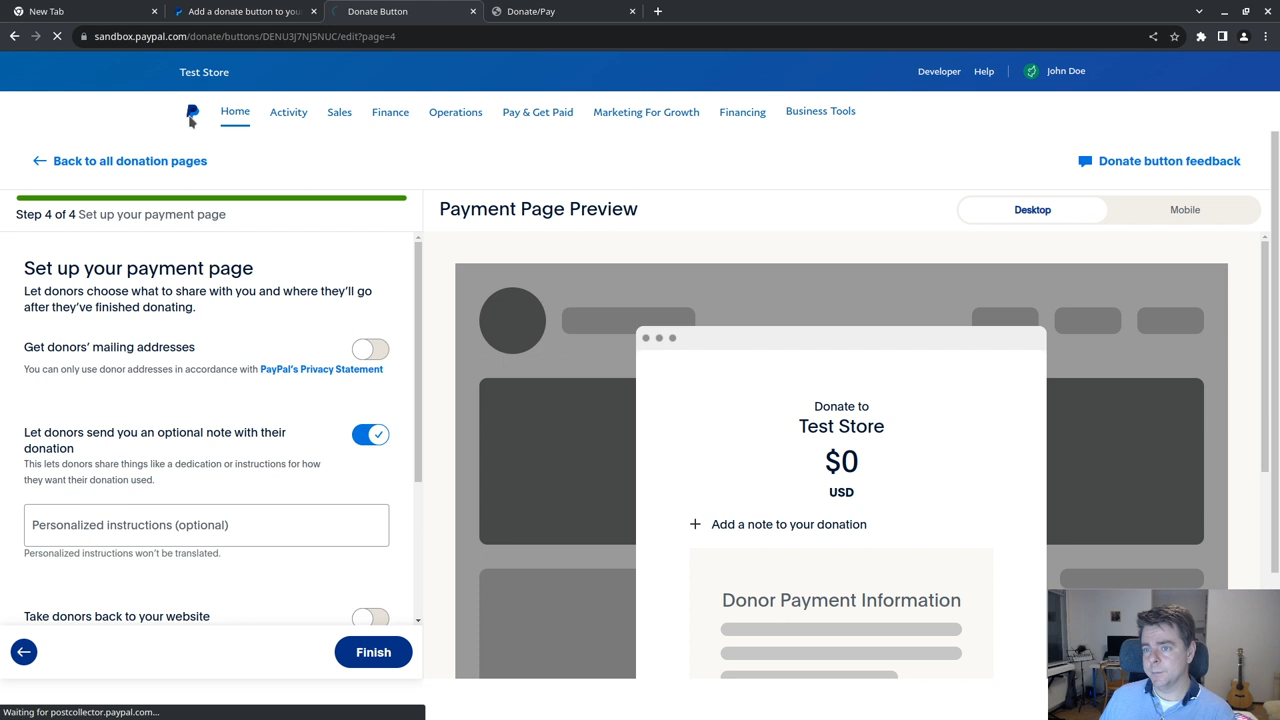 New Tab
Add a donate button to you
Donate Button
Donate/Pay
sandbox.paypal.com/donate/buttons/DENU3J7NJ5NUC/edit?page=4
Test Store
Developer
Help
John Doe
Home
Activity
Sales
Finance
Operations
Pay & Get Paid
Marketing For Growth
Financing
Business Tools
Back to all donation pages
Donate button feedback
Step 4 of 4 Set up your payment page
Payment Page Preview
Desktop
Mobile
Set up your payment page
Let donors choose what to share with you and where they'll go
after they've finished donating.
Get donors' mailing addresses
You can only use donor addresses in accordance with PayPal's Privacy Statement
Let donors send you an optional note with their
donation
This lets donors share things like a dedication or instructions for how
they want their donation used.
Personalized instructions (optional)
Personalized instructions won't be translated.
Take donors back to your website
Finish
Donate to
Test Store
$0
USD
Add a note to your donation
Donor Payment Information
Waiting for postcollector.paypal.com...